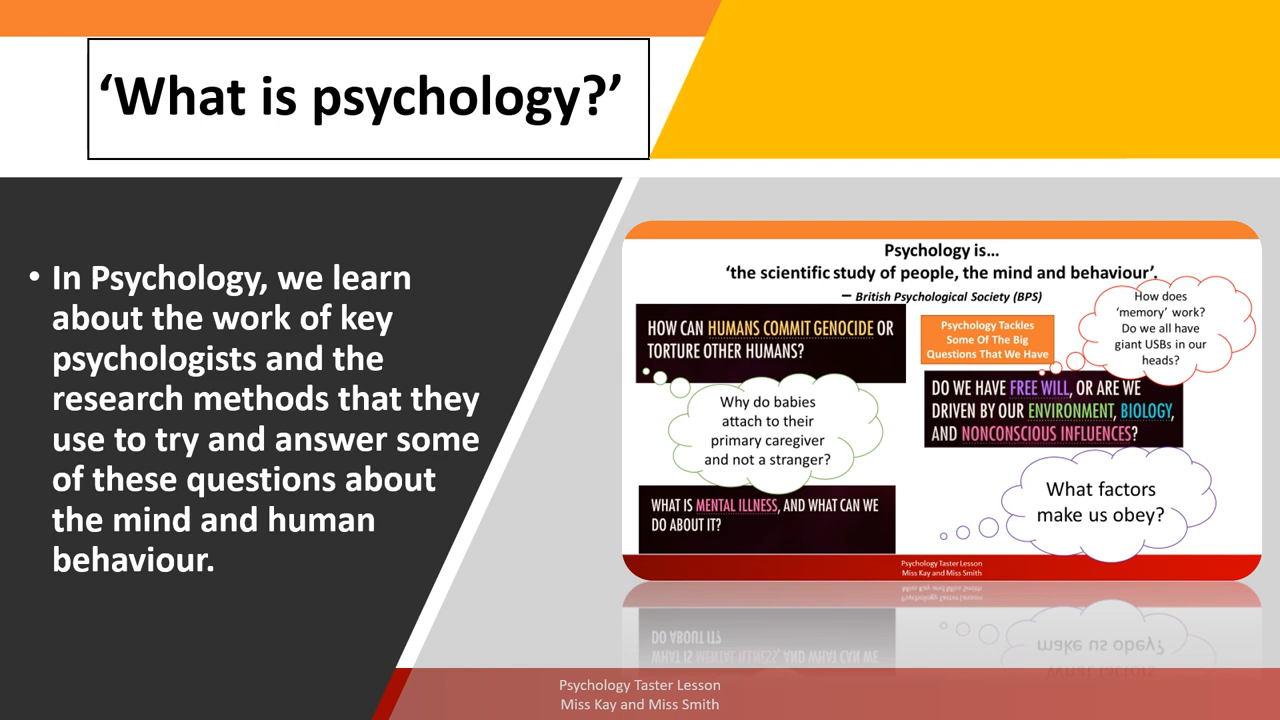 ‘What is psychology?’
• In Psychology, we learn
about the work of key
psychologists and the
research methods that they
use to try and answer some
of these questions about
the mind and human
behaviour.
Psychology is…
‘the scientific study of people, the mind and behaviour’.
– British Psychological Society (BPS)
HOW CAN HUMANS COMMIT GENOCIDE OR
TORTURE OTHER HUMANS?
Psychology Tackles
Some Of The Big
Questions That We Have
How does
‘memory’ work?
Do we all have
giant USBs in our
heads?
Why do babies
attach to their
primary caregiver
and not a stranger?
DO WE HAVE FREE WILL, OR ARE WE
DRIVEN BY OUR ENVIRONMENT, BIOLOGY,
AND NONCONSCIOUS INFLUENCES?
WHAT IS MENTAL ILLNESS, AND WHAT CAN WE
DO ABOUT IT?
What factors
make us obey?
Psychology Taster Lesson
Miss Kay and Miss Smith
Psychology Taster Lesson
Miss Kay and Miss Smith